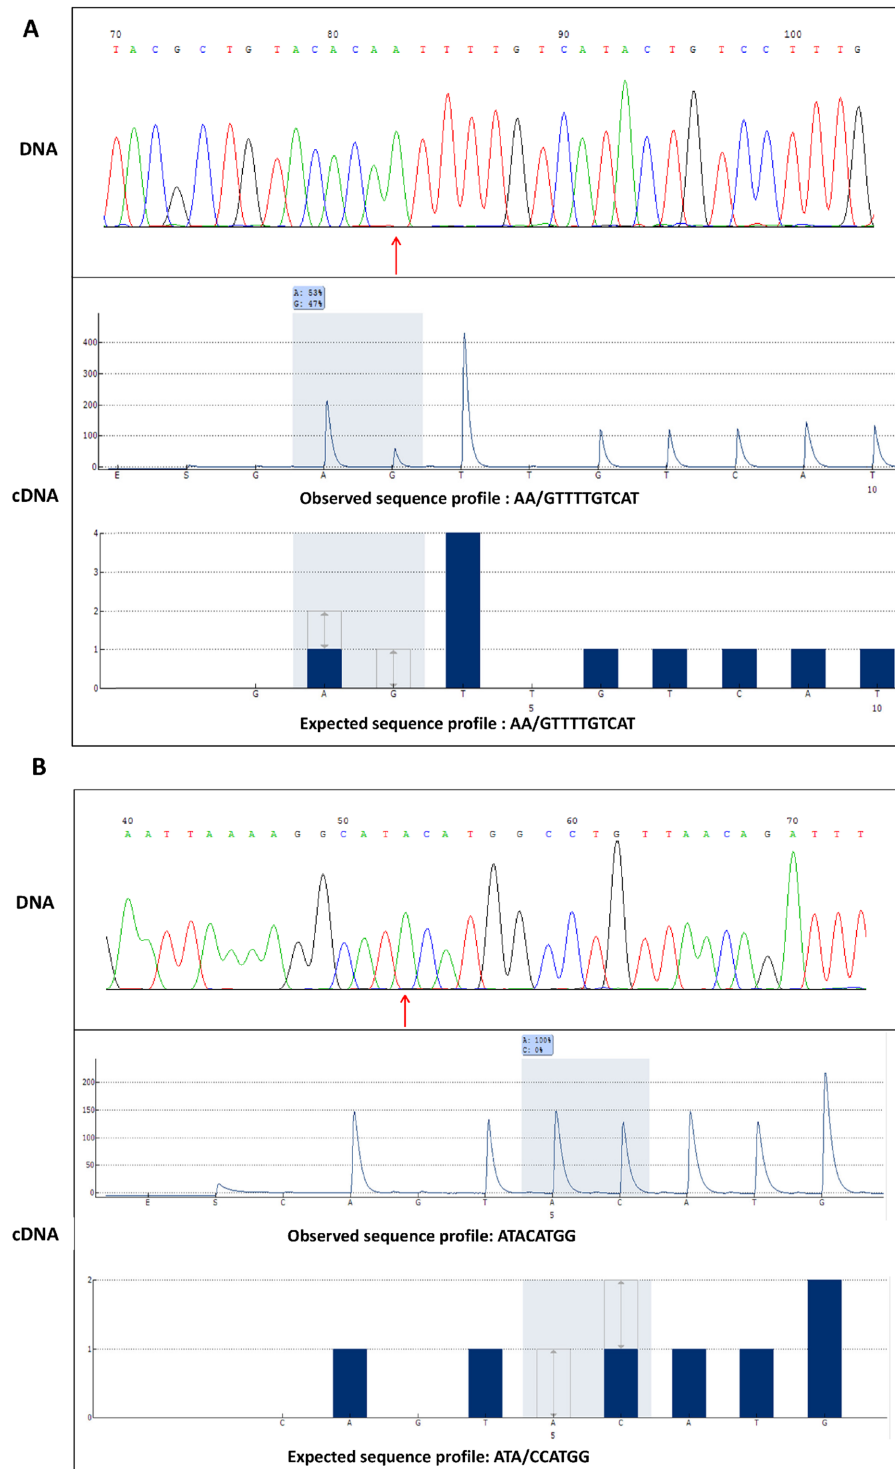 A
70 80 90 100
T A C G C T G T A C A C A A T T T T G T C A T A C T G T C C T T T G
DNA
A: 53%
G: 47%
400
300
200
100
0
E S G A G T T G T C A T
10
cDNA
Observed sequence profile : AA/GTTTTGTCAT
4
3
2
1
0
G A G T T G T C A T
5 10
Expected sequence profile : AA/GTTTTGTCAT
B
40 50 60 70
A A T T A A A A G G C A T A C A T G G C C T G T T A A C A G A T T T
DNA
A: 100%
C: 0%
200
150
100
50
0
E S C A G T A C A T G
5
cDNA
Observed sequence profile: ATACATGG
2
1
0
C A G T A C A T G
5
Expected sequence profile: ATA/CCATGG